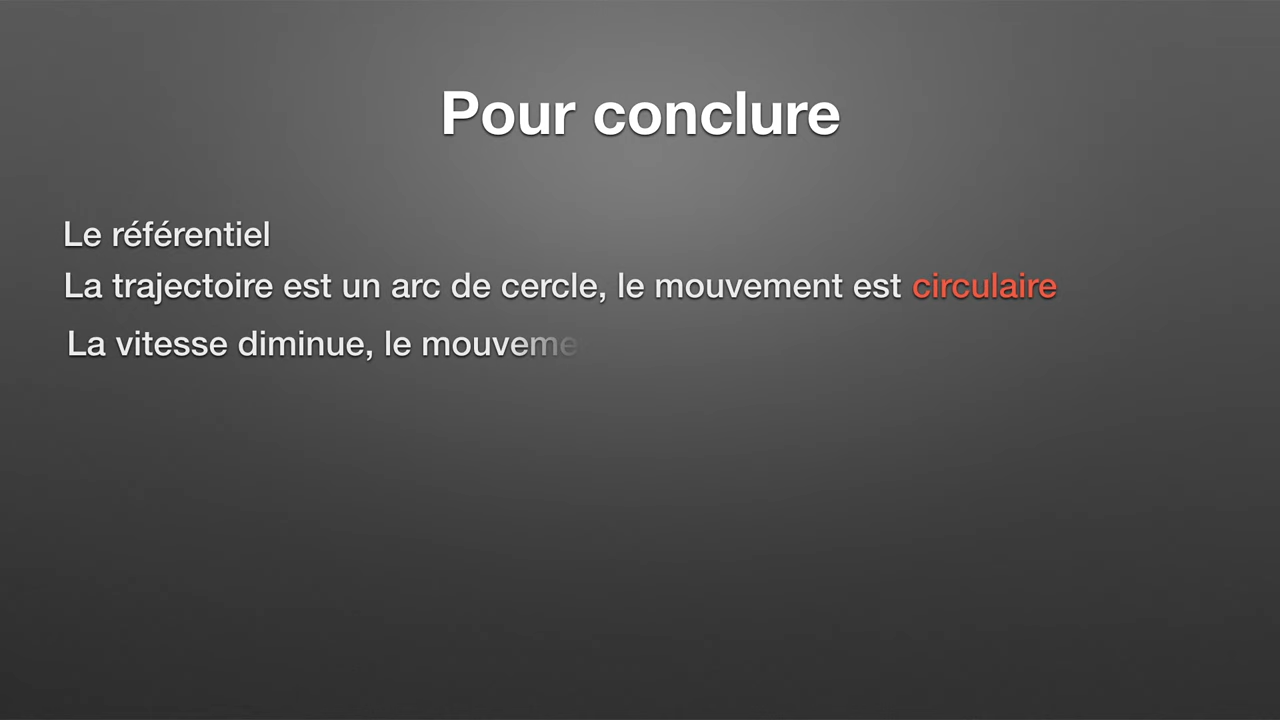 Pour conclure
Le référentiel
La trajectoire est un arc de cercle, le mouvement est circulaire
La vitesse diminue, le mouveme